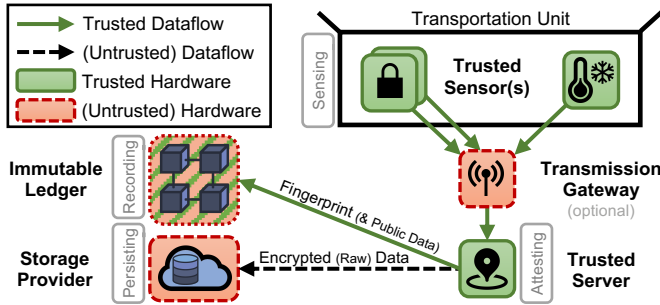 Trusted Dataflow
(Untrusted) Dataflow
Trusted Hardware
(Untrusted) Hardware
Transportation Unit
Sensing
Trusted
Sensor(s)
Immutable
Ledger
Recording
Transmission
Gateway
(optional)
Fingerprint (& Public Data)
Storage
Provider
Persisting
Encrypted (Raw) Data
Attesting
Trusted
Server